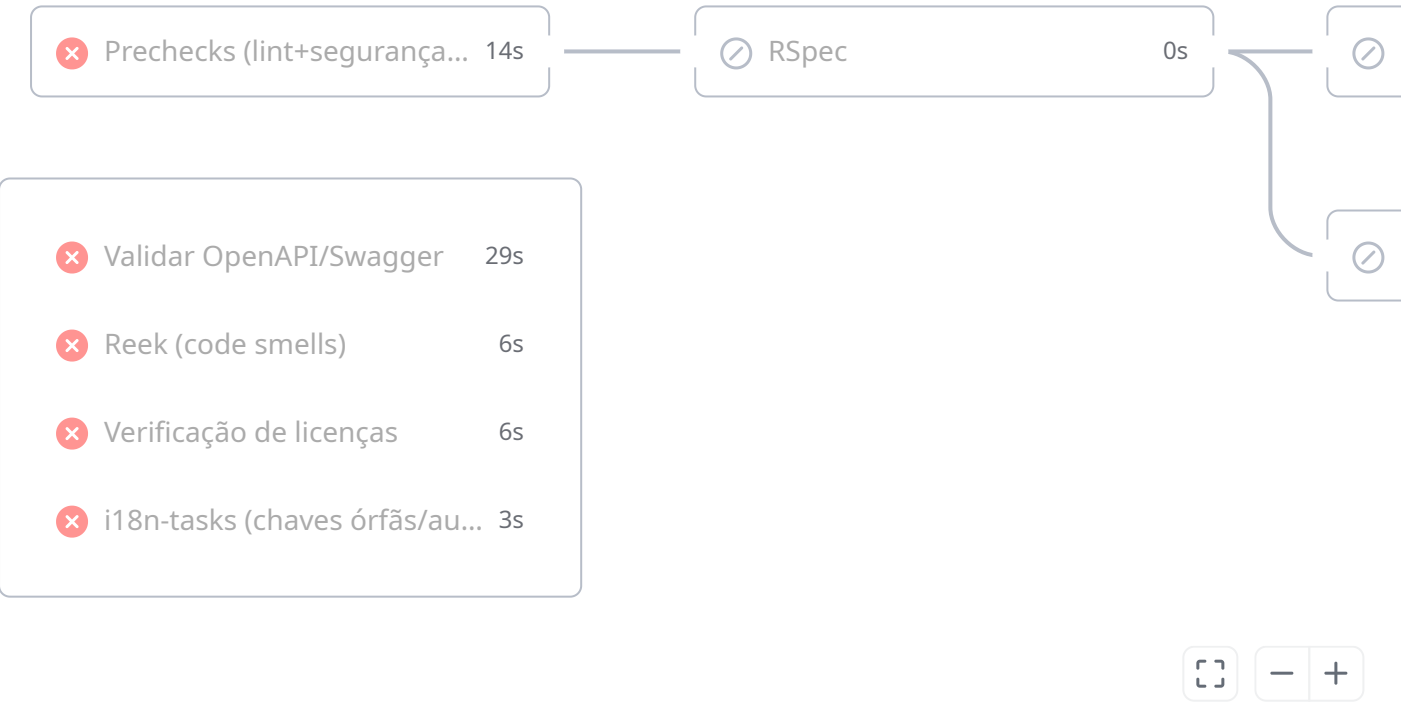 Prechecks (lint+segurança... 14s
RSpec 0s
Validar OpenAPI/Swagger 29s
Reek (code smells) 6s
Verificação de licenças 6s
i18n-tasks (chaves órfãs/au... 3s